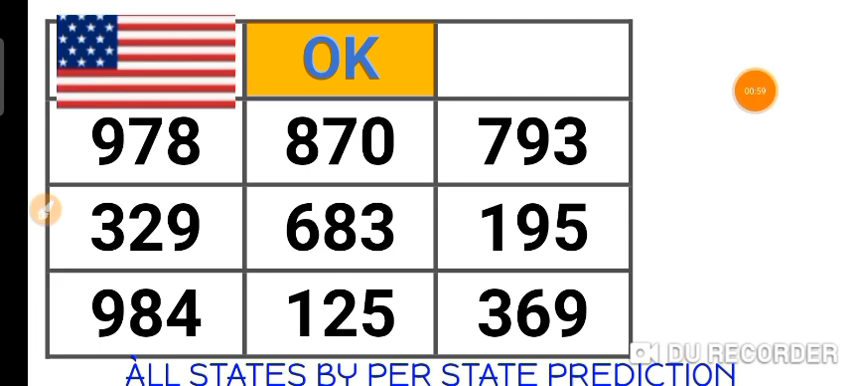 OK
00:59
978 870 793
329 683 195
984 125 369
DU RECORDER
ÀLL STATES BY PER STATE PREDICTION